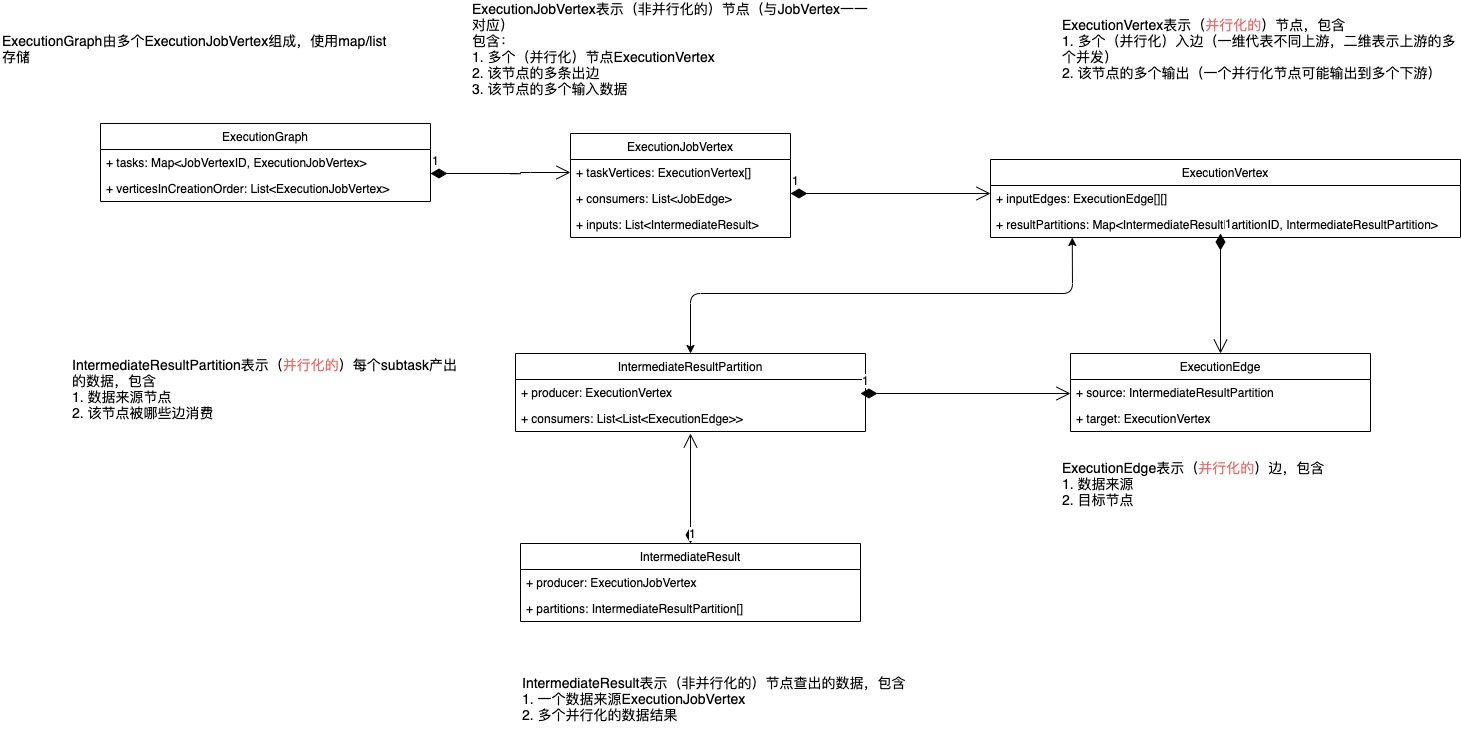 ExecutionGraph由多个ExecutionJobVertex组成，使用map/list
存储
ExecutionJobVertex表示（非并行化的）节点（与JobVertex一一
对应）
包含：
1. 多个（并行化）节点ExecutionVertex
2. 该节点的多条出边
3. 该节点的多个输入数据
ExecutionVertex表示（并行化的）节点，包含
1. 多个（并行化）入边（一维代表不同上游，二维表示上游的多
个并发）
2. 该节点的多个输出（一个并行化节点可能输出到多个下游）
ExecutionGraph
+ tasks: Map<JobVertexID, ExecutionJobVertex>
+ verticesInCreationOrder: List<ExecutionJobVertex>
1
ExecutionJobVertex
+ taskVertices: ExecutionVertex[]
+ consumers: List<JobEdge>
+ inputs: List<IntermediateResult>
1
ExecutionVertex
+ inputEdges: ExecutionEdge[][]
+ resultPartitions: Map<IntermediateResult1artitionID, IntermediateResultPartition>
IntermediateResultPartition表示（并行化的）每个subtask产出
的数据，包含
1. 数据来源节点
2. 该节点被哪些边消费
IntermediateResultPartition
+ producer: ExecutionVertex
+ consumers: List<List<ExecutionEdge>>
1
ExecutionEdge
+ source: IntermediateResultPartition
+ target: ExecutionVertex
ExecutionEdge表示（并行化的）边，包含
1. 数据来源
2. 目标节点
1
IntermediateResult
+ producer: ExecutionJobVertex
+ partitions: IntermediateResultPartition[]
IntermediateResult表示（非并行化的）节点查出的数据，包含
1. 一个数据来源ExecutionJobVertex
2. 多个并行化的数据结果